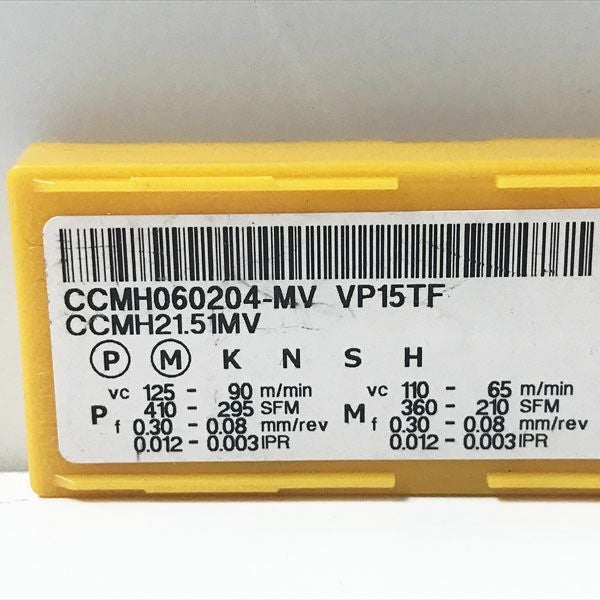 CCMH060204-MV VP15TF
CCMH21.51MV
P M K N S H
P vc 125 - 90 m/min
410 - 295 SFM
f 0.30 - 0.08 mm/rev
0.012 - 0.003 IPR
M vc 110 - 65 m/min
360 - 210 SFM
f 0.30 - 0.08 mm/rev
0.012 - 0.003 IPR